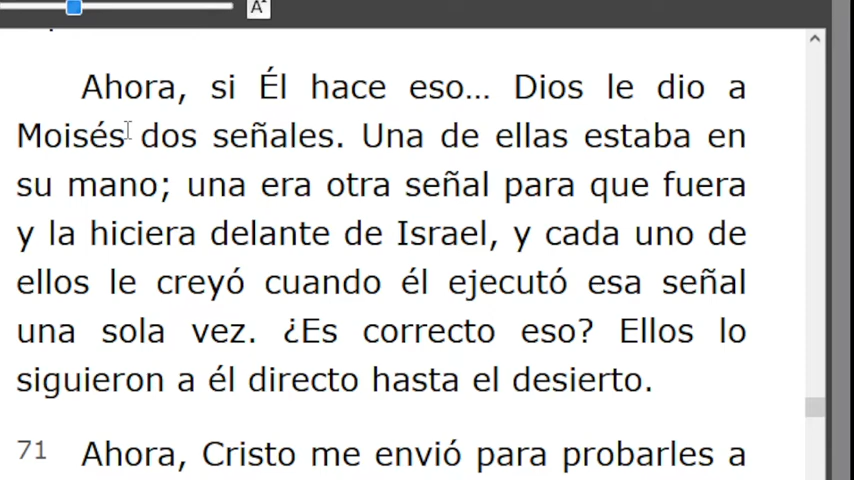 A
Ahora, si Él hace eso… Dios le dio a
Moisés dos señales. Una de ellas estaba en
su mano; una era otra señal para que fuera
y la hiciera delante de Israel, y cada uno de
ellos le creyó cuando él ejecutó esa señal
una sola vez. ¿Es correcto eso? Ellos lo
siguieron a él directo hasta el desierto.
71 Ahora, Cristo me envió para probarles a